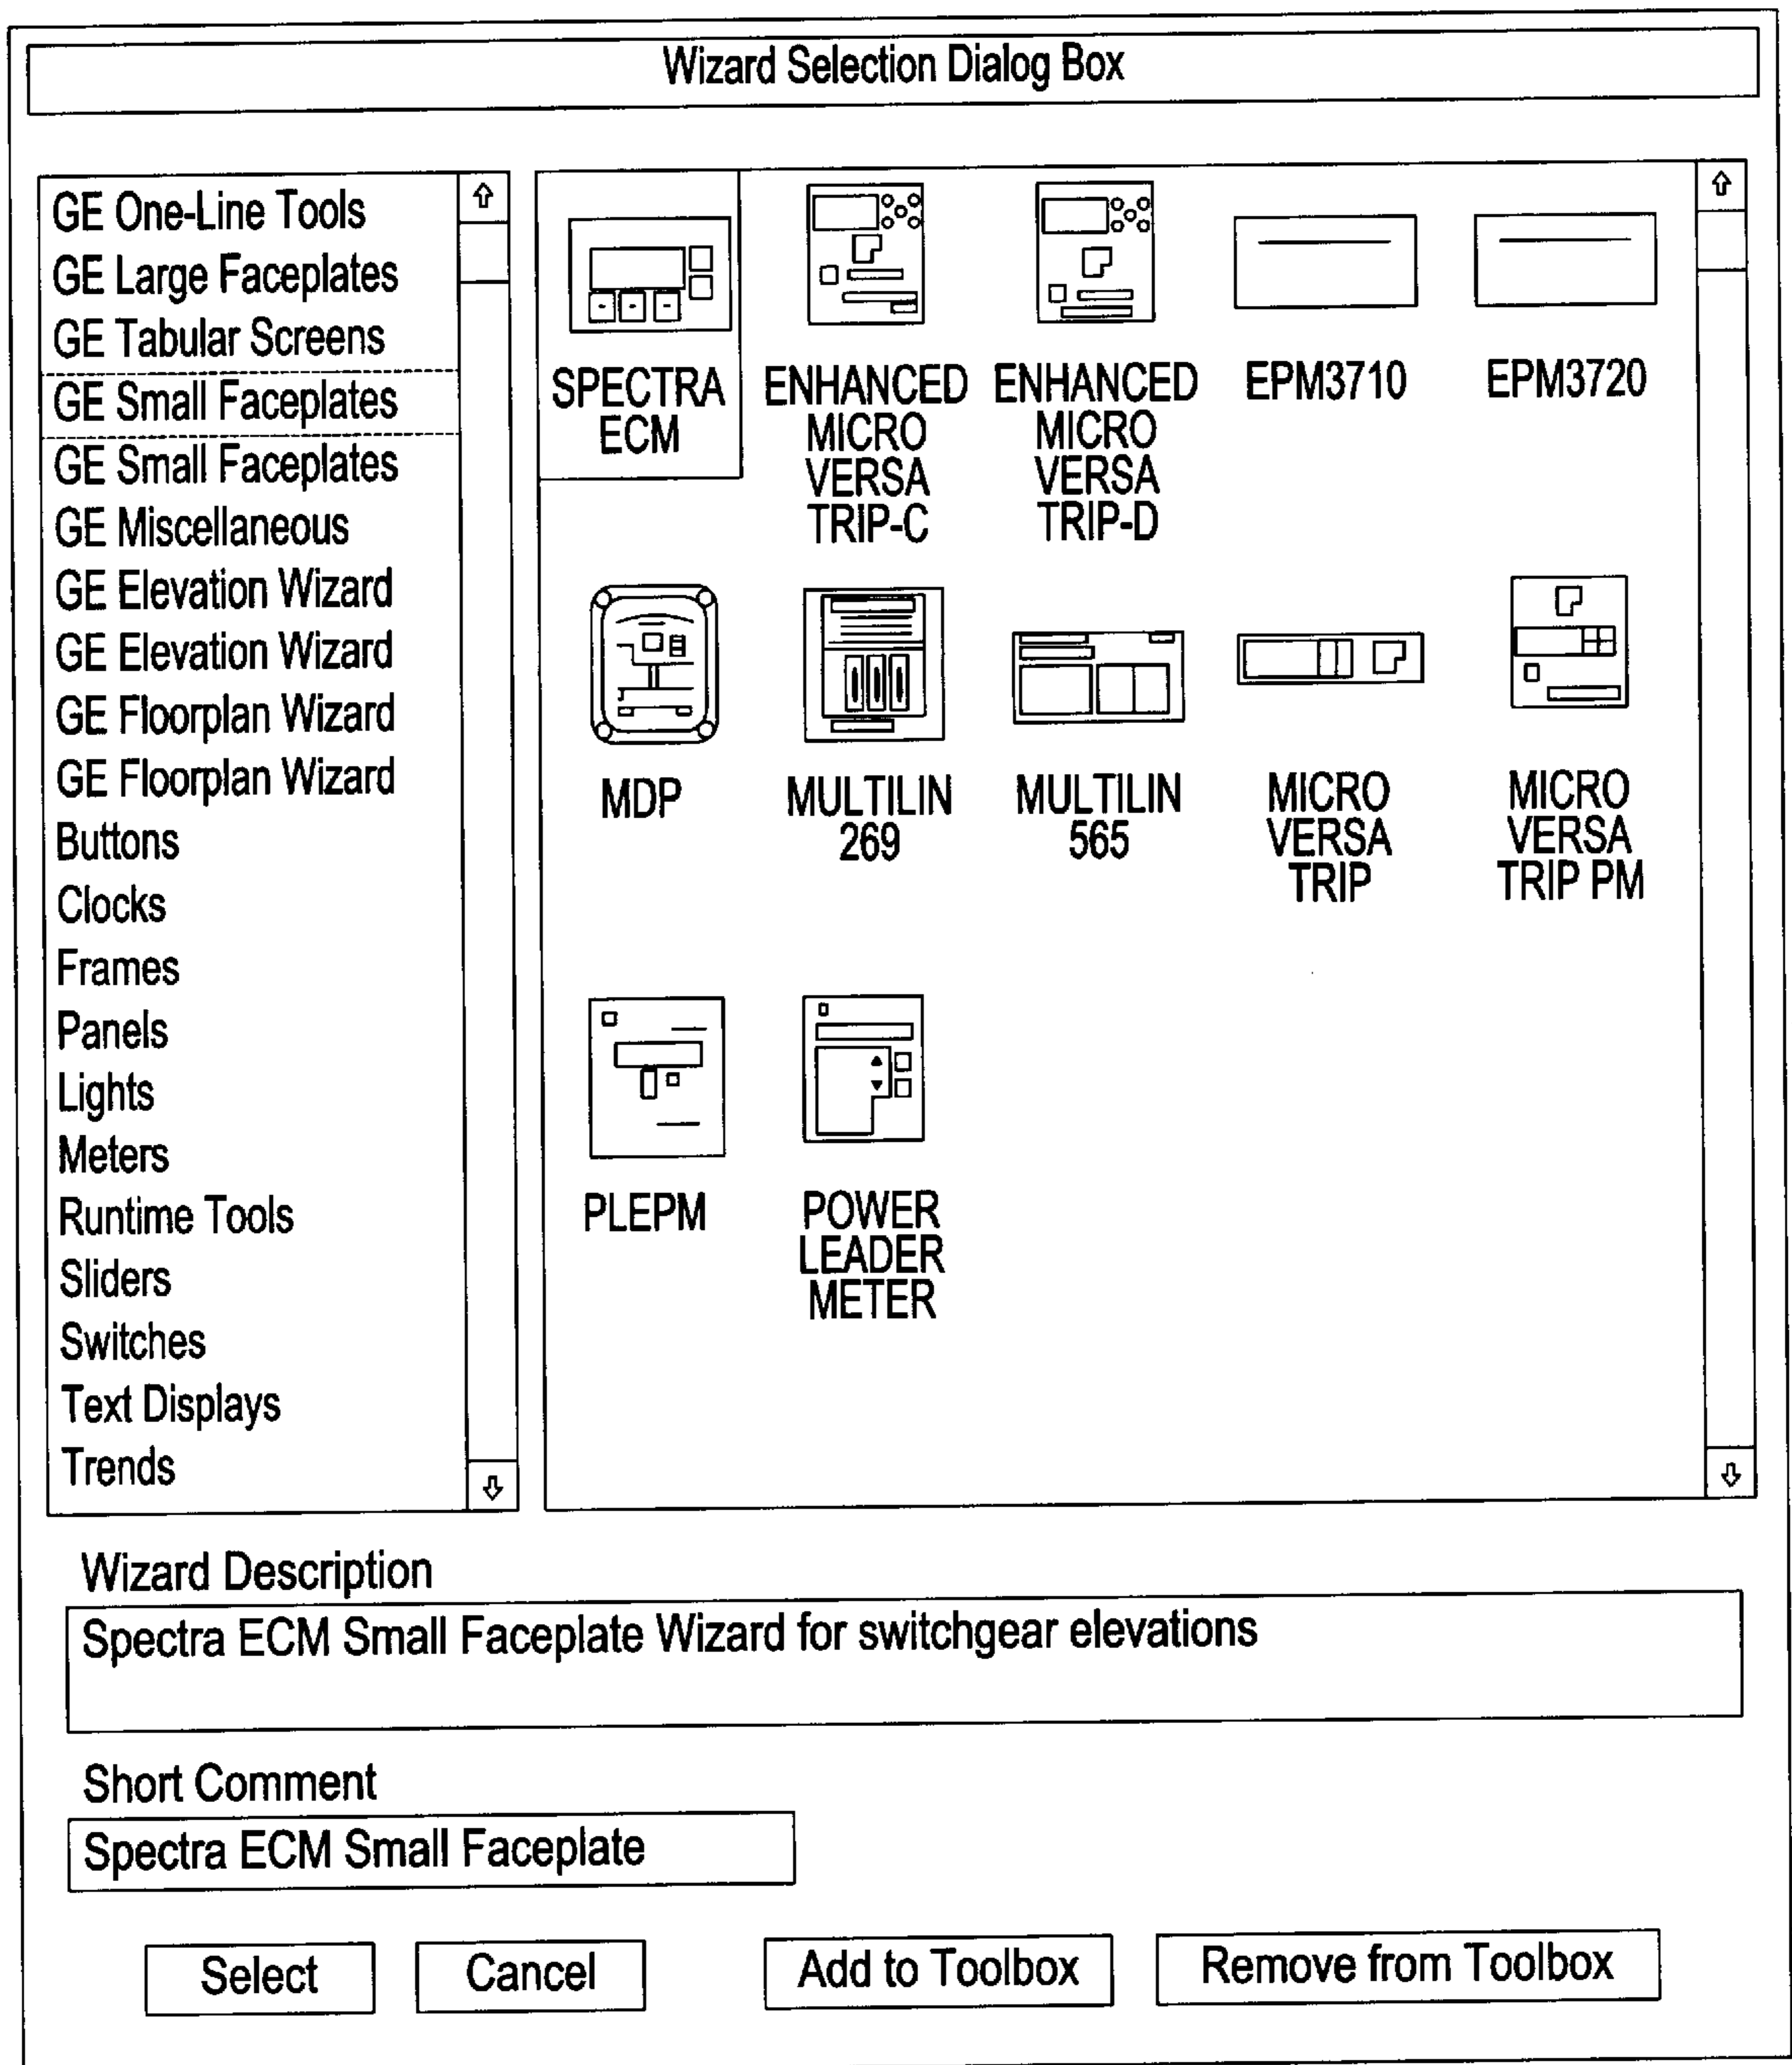 Wizard Selection Dialog Box
GE One-Line Tools
GE Large Faceplates
GE Tabular Screens
GE Small Faceplates
GE Small Faceplates
GE Miscellaneous
GE Elevation Wizard
GE Elevation Wizard
GE Floorplan Wizard
GE Floorplan Wizard
Buttons
Clocks
Frames
Panels
Lights
Meters
Runtime Tools
Sliders
Switches
Text Displays
Trends
SPECTRA
ECM
ENHANCED
MICRO
VERSA
TRIP-C
ENHANCED
MICRO
VERSA
TRIP-D
EPM3710
EPM3720
MDP
MULTILIN
269
MULTILIN
565
MICRO
VERSA
TRIP
MICRO
VERSA
TRIP PM
PLEPM
POWER
LEADER
METER
Wizard Description
Spectra ECM Small Faceplate Wizard for switchgear elevations
Short Comment
Spectra ECM Small Faceplate
Select
Cancel
Add to Toolbox
Remove from Toolbox